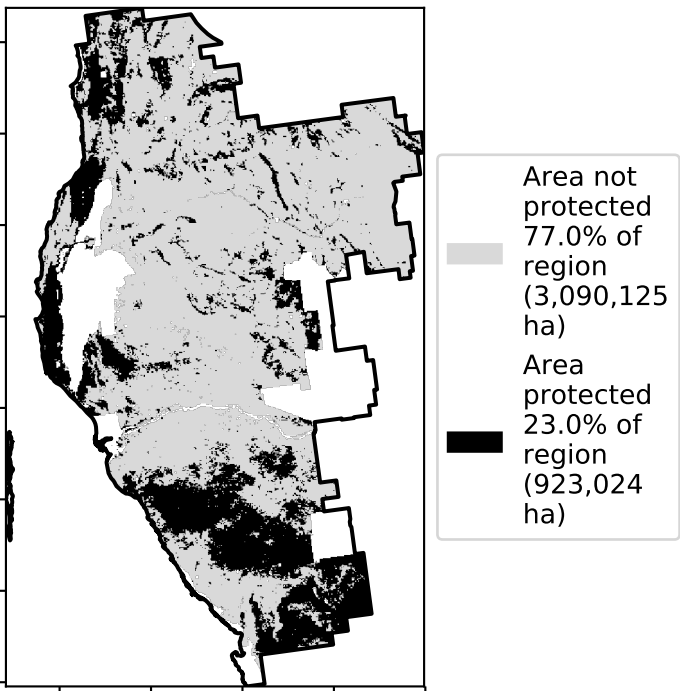 Area not
protected
77.0% of
region
(3,090,125
ha)
Area
protected
23.0% of
region
(923,024
ha)